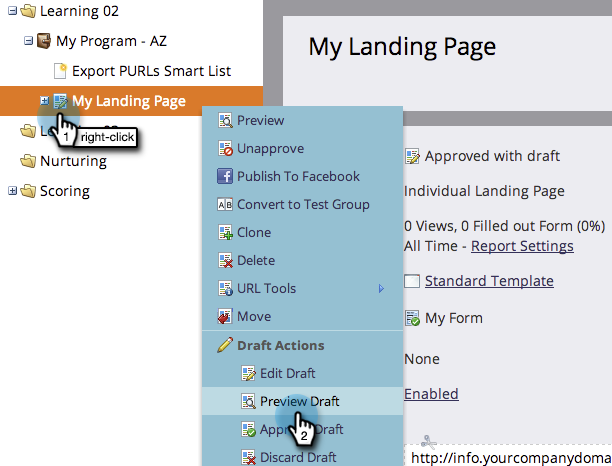 Learning 02
My Program - AZ
Export PURLs Smart List
My Landing Page
1 right-click
Nurturing
Scoring
Preview
Unapprove
Publish To Facebook
Convert to Test Group
Clone
Delete
URL Tools
Move
Draft Actions
Edit Draft
Preview Draft
2
Draft
Discard Draft
My Landing Page
Approved with draft
Individual Landing Page
0 Views, 0 Filled out Form (0%)
All Time - Report Settings
Standard Template
My Form
None
Enabled
http://info.yourcompanydoma